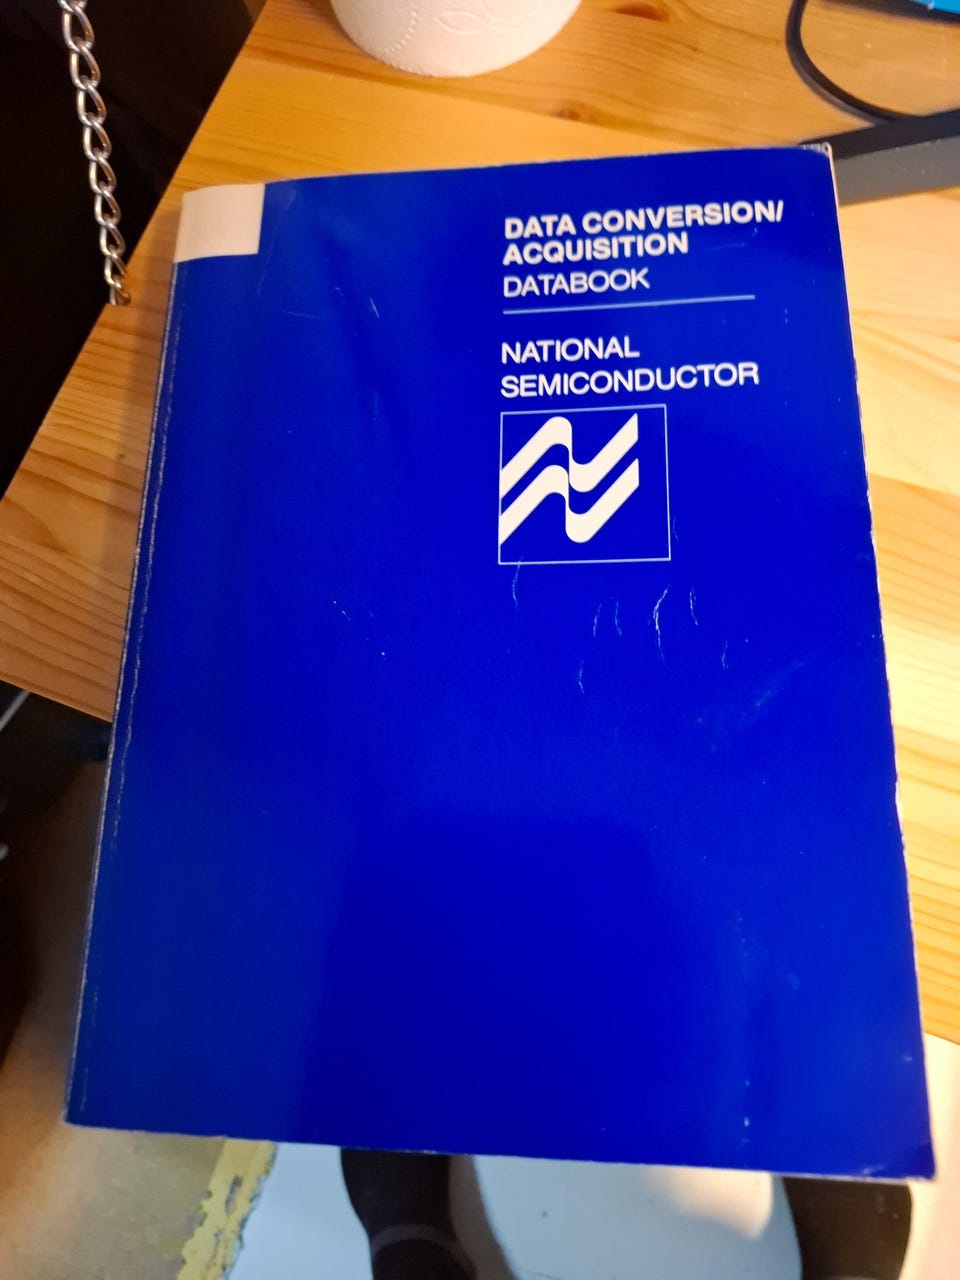 DATA CONVERSION/
ACQUISITION
DATABOOK
NATIONAL
SEMICONDUCTOR